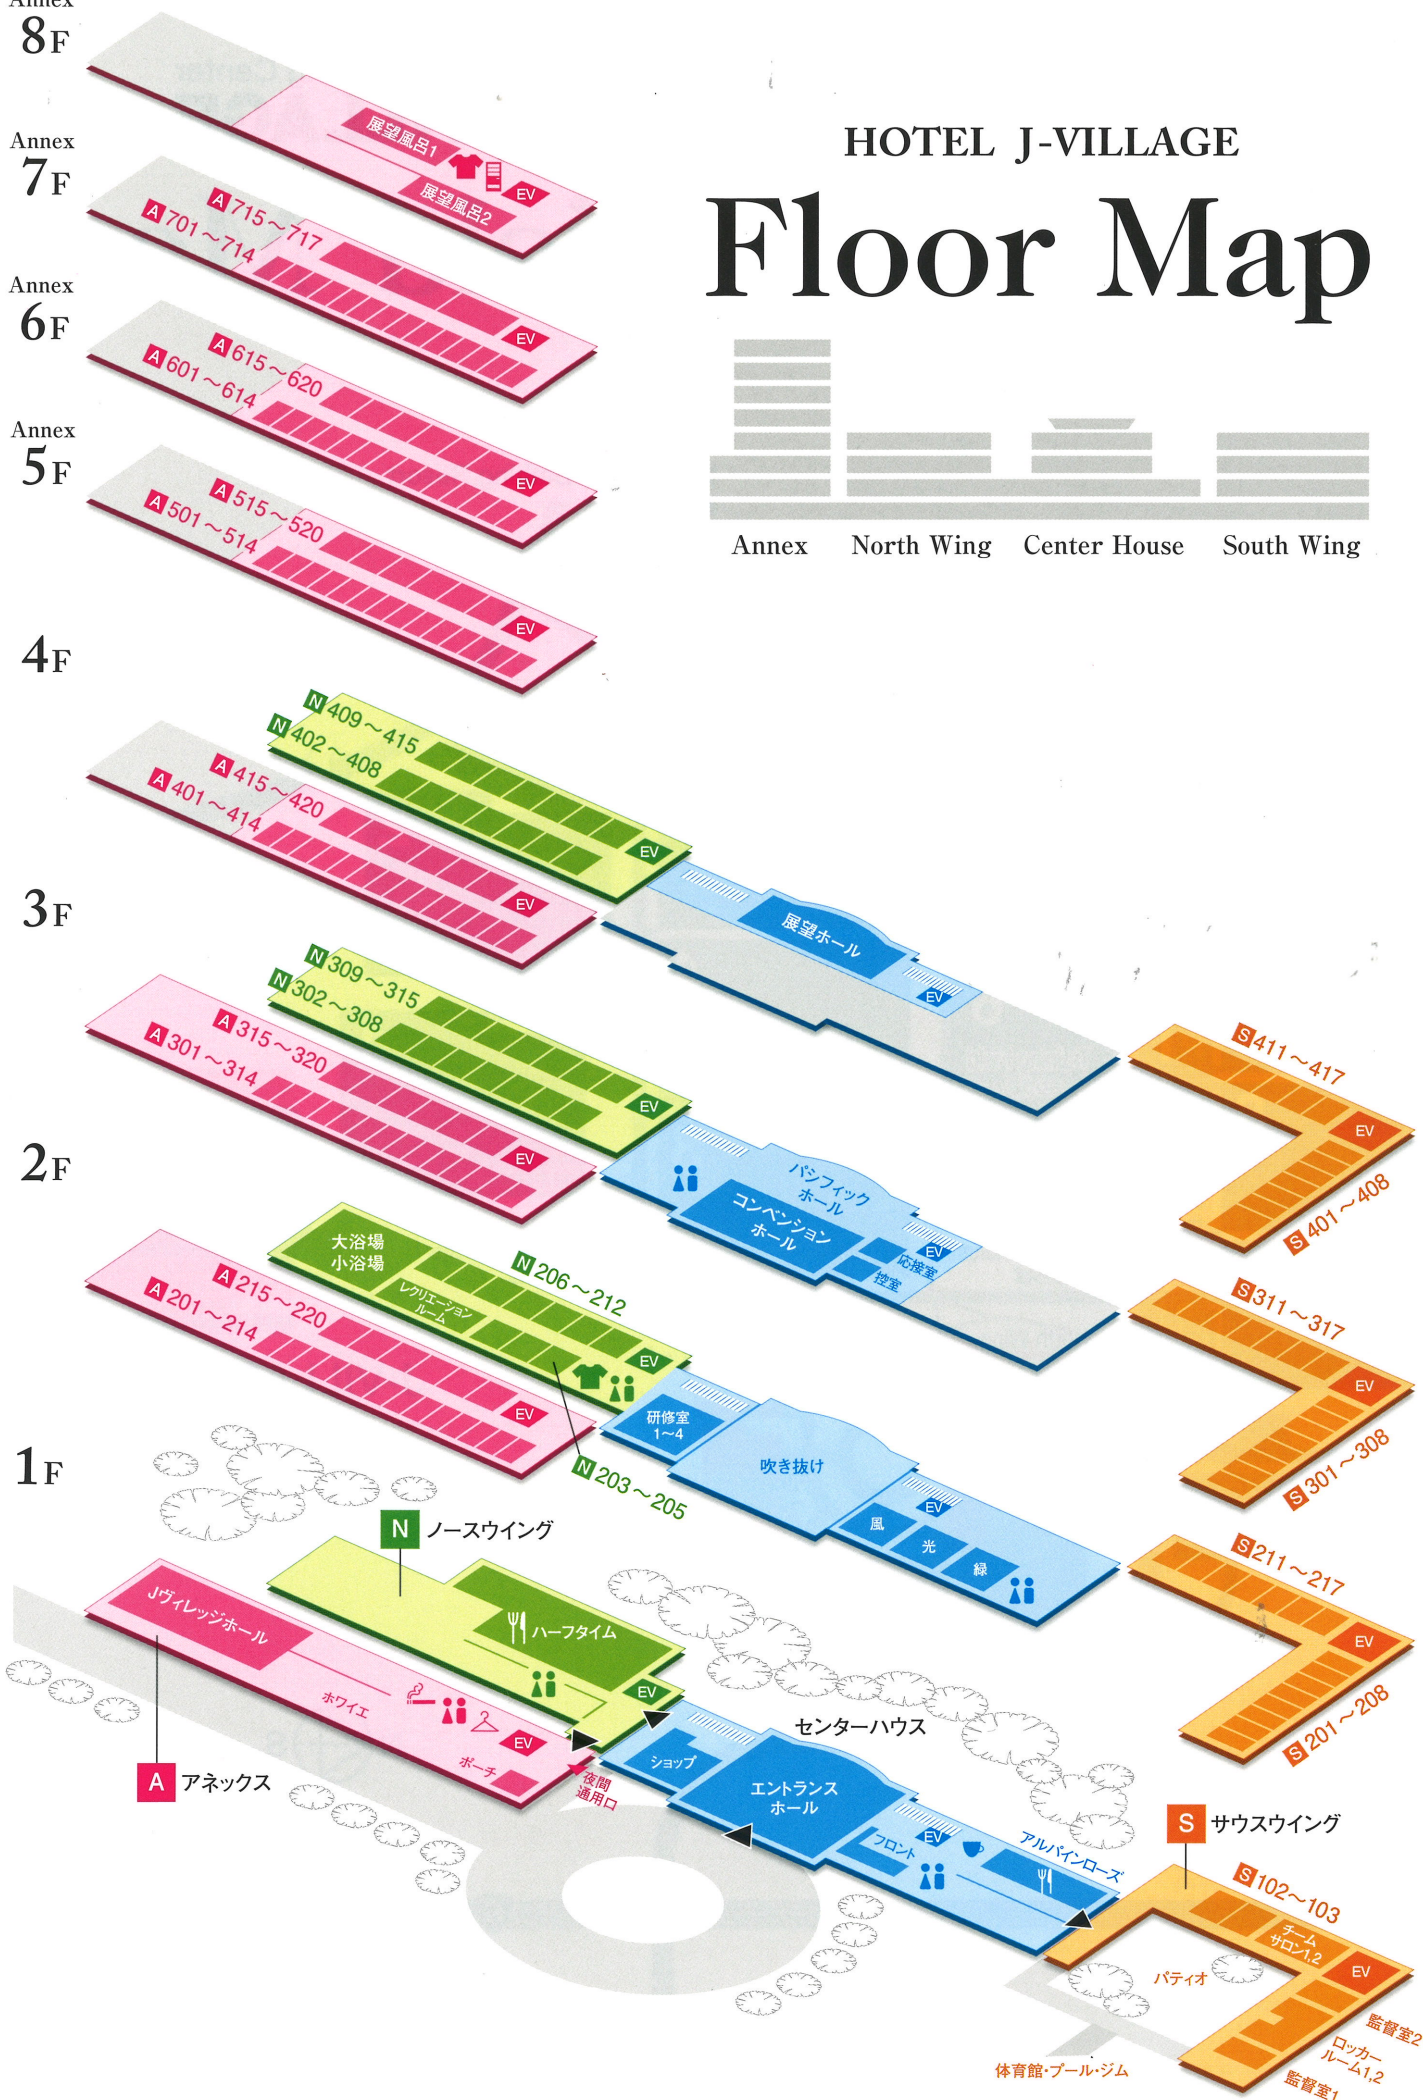 Annex
8F
展望風呂1
EV
展望風呂2
HOTEL J-VILLAGE
Floor Map
Annex
North Wing
Center House
South Wing
Annex
7F
A 715～717
A 701～714
EV
Annex
6F
A 615～620
A 601～614
EV
Annex
5F
A 515～520
A 501～514
EV
4F
N 409～415
N 402～408
EV
A 415～420
A 401～414
EV
展望ホール
EV
S 411～417
EV
S 401～408
3F
N 309～315
N 302～308
EV
A 315～320
A 301～314
EV
パシフィック
ホール
コンベンション
ホール
EV
応接室
控室
S 311～317
EV
S 301～308
2F
大浴場
小浴場
N 206～212
レクリエーション
ルーム
EV
N 203～205
A 215～220
A 201～214
EV
研修室
1～4
吹き抜け
EV
風
光
緑
S 211～217
EV
S 201～208
1F
N ノースウイング
ハーフタイム
EV
Jヴィレッジホール
ホワイエ
EV
ポーチ
夜間
通用口
A アネックス
センターハウス
ショップ
エントランス
ホール
フロント
EV
アルパインローズ
S サウスウイング
S 102～103
チーム
サロン1,2
EV
パティオ
監督室2
ロッカー
ルーム1,2
監督室1
体育館・プール・ジム